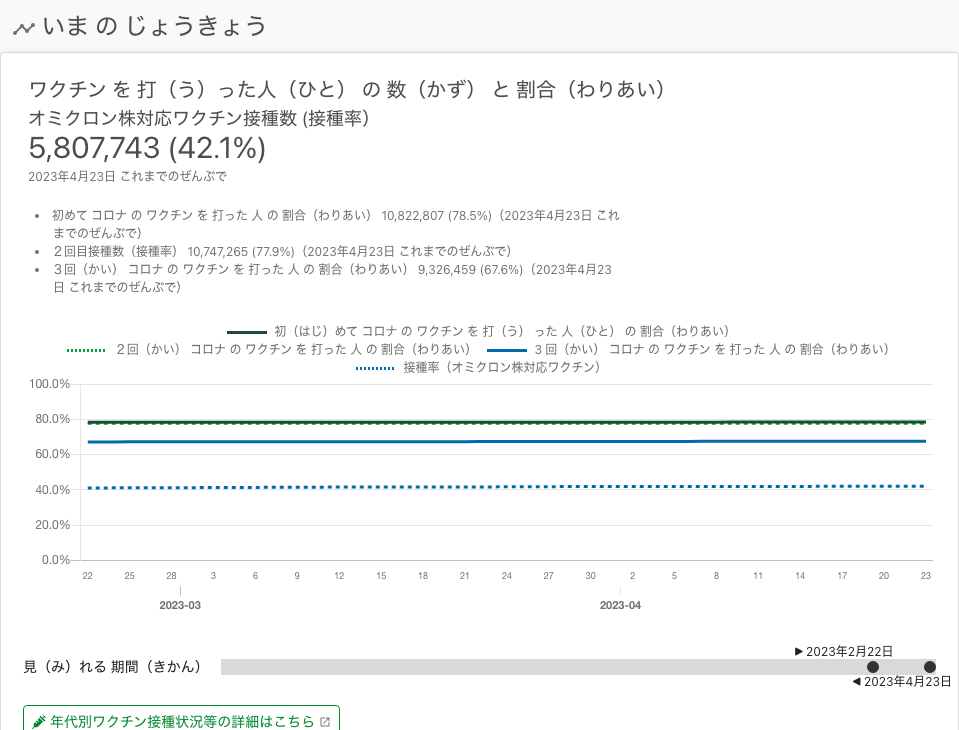 いま の じょうきょう
ワクチン を 打（う）った人（ひと） の 数（かず） と 割合（わりあい）
オミクロン株対応ワクチン接種数 (接種率)
5,807,743 (42.1%)
2023年4月23日 これまでのぜんぶで
• 初めて コロナ の ワクチン を 打った 人 の 割合（わりあい） 10,822,807 (78.5%)（2023年4月23日 これ
までのぜんぶで）
• ２回目接種数（接種率） 10,747,265 (77.9%)（2023年4月23日 これまでのぜんぶで）
• ３回（かい） コロナ の ワクチン を 打った 人 の 割合（わりあい） 9,326,459 (67.6%)（2023年4月23
日 これまでのぜんぶで）
初（はじ）めて コロナ の ワクチン を 打（う） った 人（ひと） の 割合（わりあい）
２回（かい） コロナ の ワクチン を 打った 人 の 割合（わりあい） ３回（かい） コロナ の ワクチン を 打った 人 の 割合（わりあい）
接種率（オミクロン株対応ワクチン）
100.0%
80.0%
60.0%
40.0%
20.0%
0.0%
22 25 28 3 6 9 12 15 18 21 24 27 30 2 5 8 11 14 17 20 23
2023-03 2023-04
▶ 2023年2月22日
見（み）れる 期間（きかん）
◀ 2023年4月23日
年代別ワクチン接種状況等の詳細はこちら